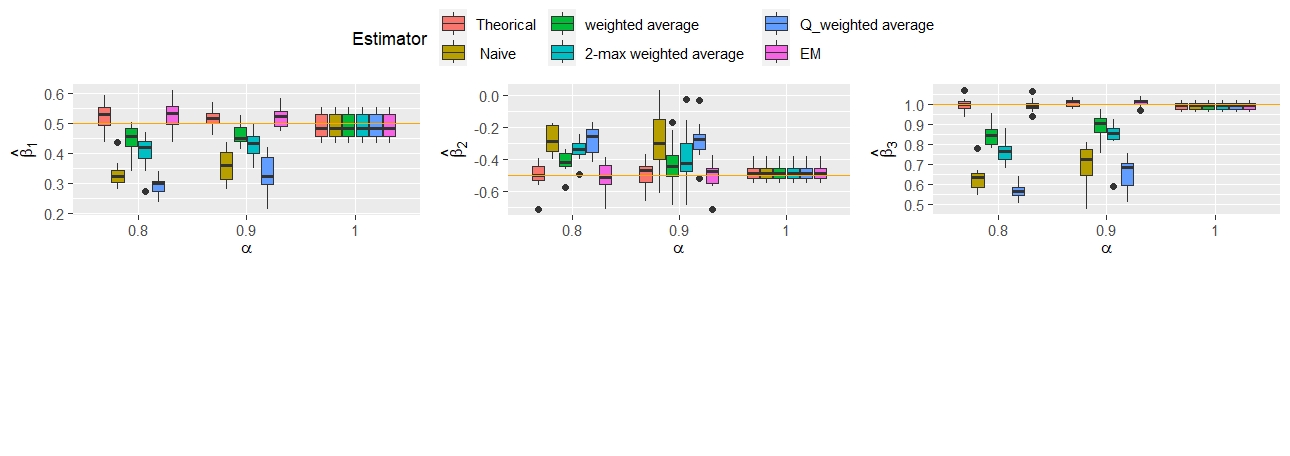 Estimator
Theorical
weighted average
Q_weighted average
Naive
2-max weighted average
EM
0.6
0.5
0.4
0.3
0.2
β̂1
0.8 0.9 1
α
0.0
-0.2
-0.4
-0.6
β̂2
0.8 0.9 1
α
1.0
0.9
0.8
0.7
0.6
0.5
β̂3
0.8 0.9 1
α